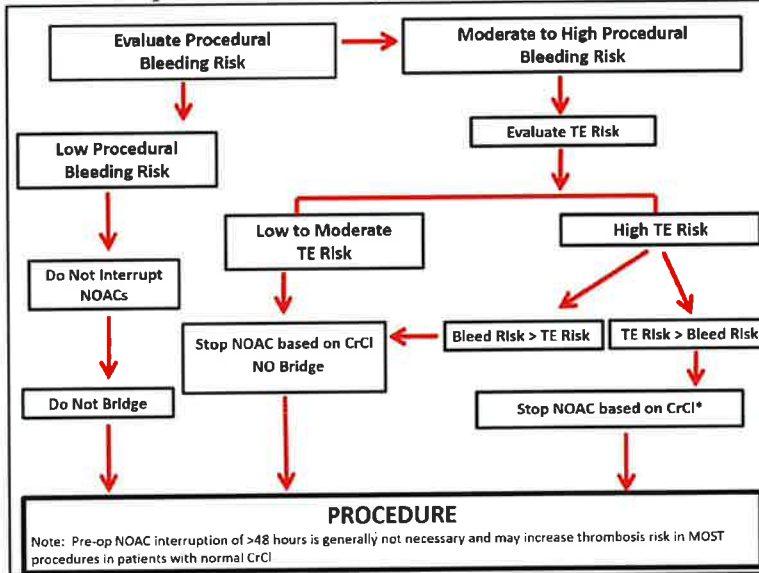 Evaluate Procedural
Bleeding Risk
Moderate to High Procedural
Bleeding Risk
Evaluate TE Risk
Low Procedural
Bleeding Risk
Low to Moderate
TE Risk
High TE Risk
Do Not Interrupt
NOACs
Stop NOAC based on CrCl
NO Bridge
Bleed Risk > TE Risk
TE Risk > Bleed Risk
Do Not Bridge
Stop NOAC based on CrCl*
PROCEDURE
Note: Pre-op NOAC interruption of >48 hours is generally not necessary and may increase thrombosis risk in MOST
procedures in patients with normal CrCl